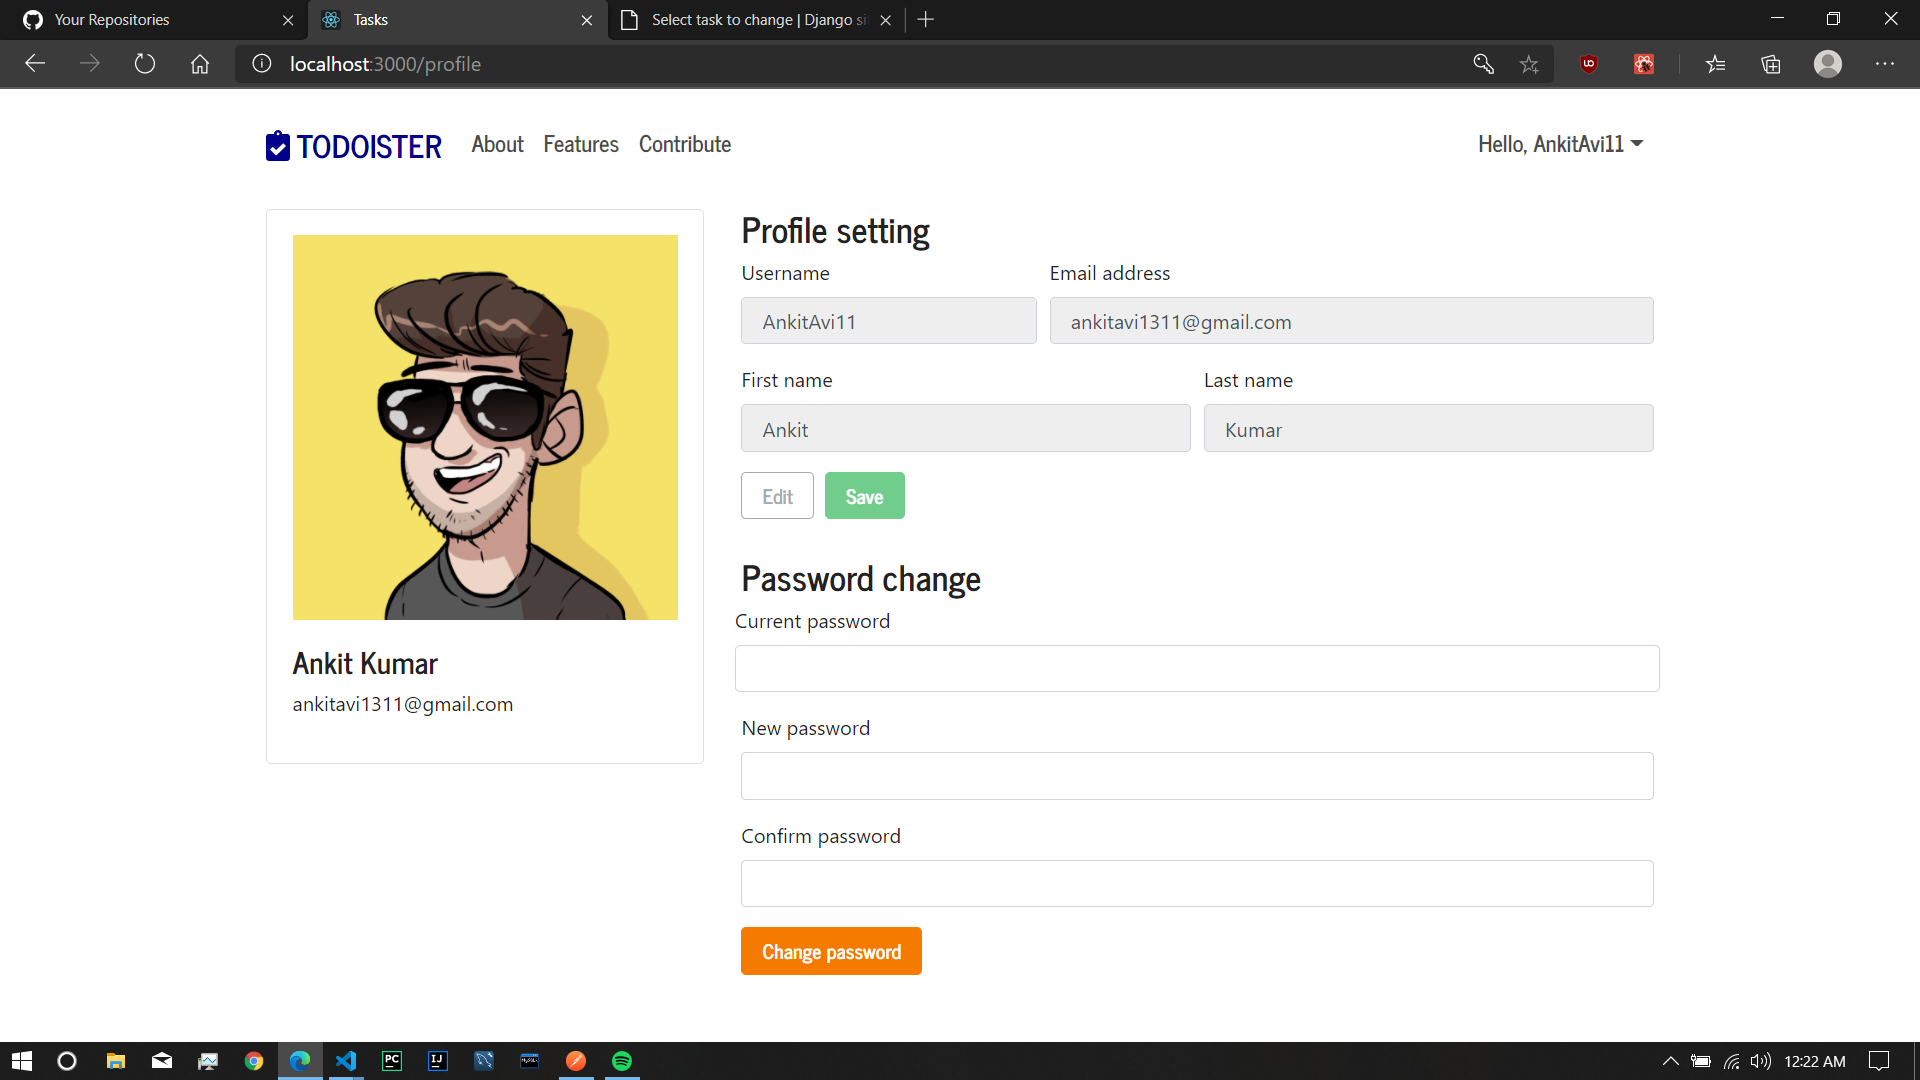 Your Repositories
Tasks
Select task to change | Django si
localhost:3000/profile
TODOISTER
About
Features
Contribute
Hello, AnkitAvi11
Profile setting
Username
Email address
AnkitAvi11
ankitavi1311@gmail.com
First name
Last name
Ankit
Kumar
Edit
Save
Password change
Current password
Ankit Kumar
ankitavi1311@gmail.com
New password
Confirm password
Change password
PC
IJ
12:22 AM